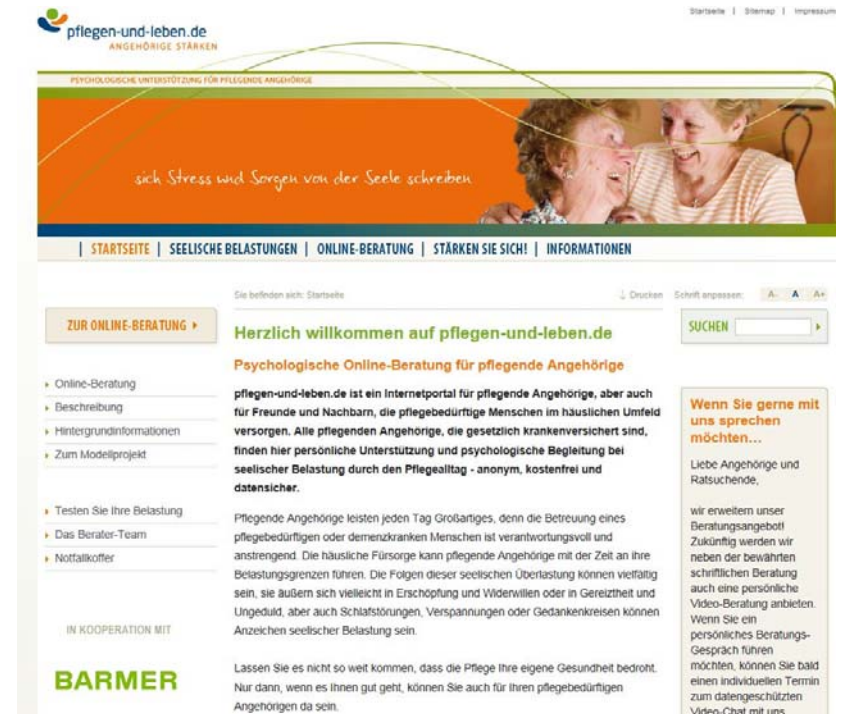 Startseite | Sitemap | Impressum
pflegen-und-leben.de
ANGEHÖRIGE STÄRKEN
PSYCHOLOGISCHE UNTERSTÜTZUNG FÜR PFLEGENDE ANGEHÖRIGE
sich Stress und Sorgen von der Seele schreiben
| STARTSEITE | SEELISCHE BELASTUNGEN | ONLINE-BERATUNG | STÄRKEN SIE SICH! | INFORMATIONEN
ZUR ONLINE-BERATUNG
Online-Beratung
Beschreibung
Hintergrundinformationen
Zum Modellprojekt
Testen Sie Ihre Belastung
Das Berater-Team
Notfallkoffer
IN KOOPERATION MIT
BARMER
Sie befinden sich: Startseite
↓ Drucken
Herzlich willkommen auf pflegen-und-leben.de
Psychologische Online-Beratung für pflegende Angehörige
pflegen-und-leben.de ist ein Internetportal für pflegende Angehörige, aber auch
für Freunde und Nachbarn, die pflegebedürftige Menschen im häuslichen Umfeld
versorgen. Alle pflegenden Angehörige, die gesetzlich krankenversichert sind,
finden hier persönliche Unterstützung und psychologische Begleitung bei
seelischer Belastung durch den Pflegealltag - anonym, kostenfrei und
datensicher.
Pflegende Angehörige leisten jeden Tag Großartiges, denn die Betreuung eines
pflegebedürftigen oder demenzkranken Menschen ist verantwortungsvoll und
anstrengend. Die häusliche Fürsorge kann pflegende Angehörige mit der Zeit an ihre
Belastungsgrenzen führen. Die Folgen dieser seelischen Überlastung können vielfältig
sein, sie äußern sich vielleicht in Erschöpfung und Widerwillen oder in Gereiztheit und
Ungeduld, aber auch Schlafstörungen, Verspannungen oder Gedankenkreisen können
Anzeichen seelischer Belastung sein.
Lassen Sie es nicht so weit kommen, dass die Pflege Ihre eigene Gesundheit bedroht.
Nur dann, wenn es Ihnen gut geht, können Sie auch für Ihren pflegebedürftigen
Angehörigen da sein.
Schrift anpassen: A- A A+
SUCHEN
Wenn Sie gerne mit
uns sprechen
möchten...
Liebe Angehörige und
Ratsuchende,
wir erweitern unser
Beratungsangebot!
Zukünftig werden wir
neben der bewährten
schriftlichen Beratung
auch eine persönliche
Video-Beratung anbieten.
Wenn Sie ein
persönliches Beratungs-
Gespräch führen
möchten, können Sie bald
einen individuellen Termin
zum datengeschützten
Video-Chat mit uns